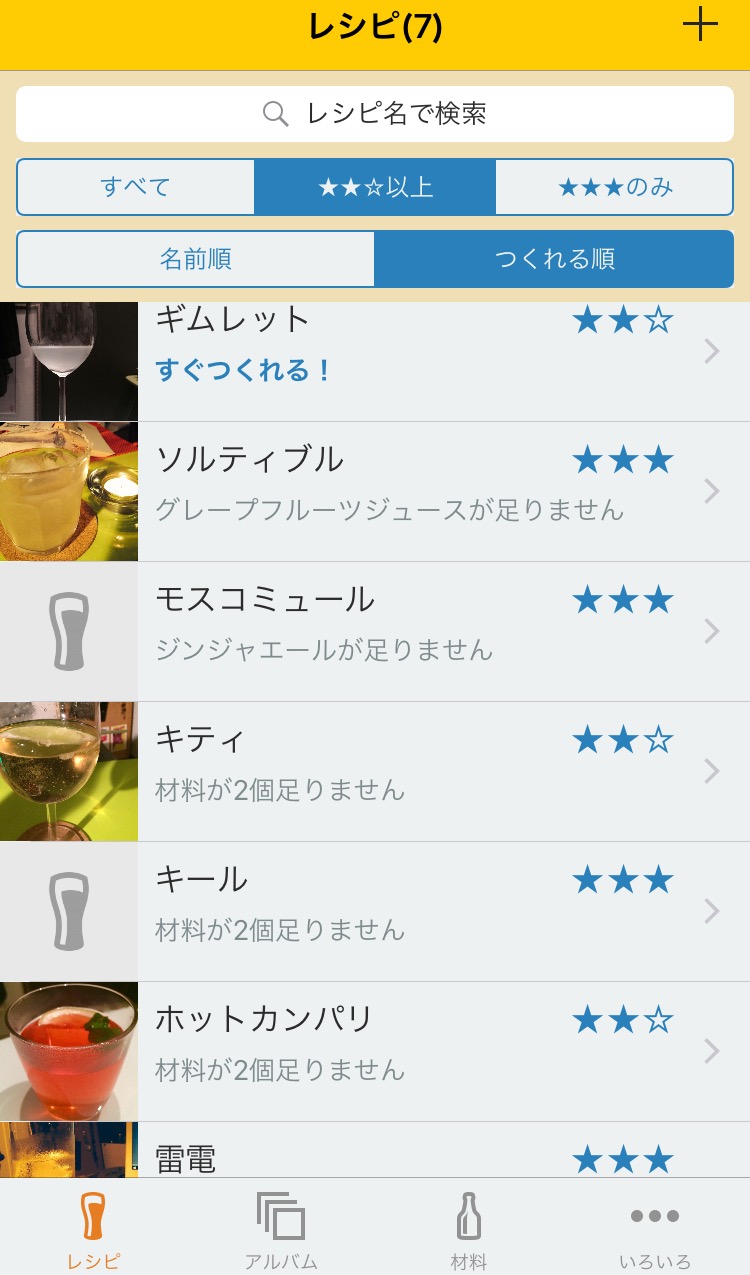 レシピ(7)
レシピ名で検索
すべて
★★☆以上
★★★のみ
名前順
つくれる順
ギムレット ★★☆
すぐつくれる！
ソルティブル ★★★
グレープフルーツジュースが足りません
モスコミュール ★★★
ジンジャエールが足りません
キティ ★★☆
材料が2個足りません
キール ★★★
材料が2個足りません
ホットカンパリ ★★☆
材料が2個足りません
雷電 ★★★
レシピ
アルバム
材料
いろいろ